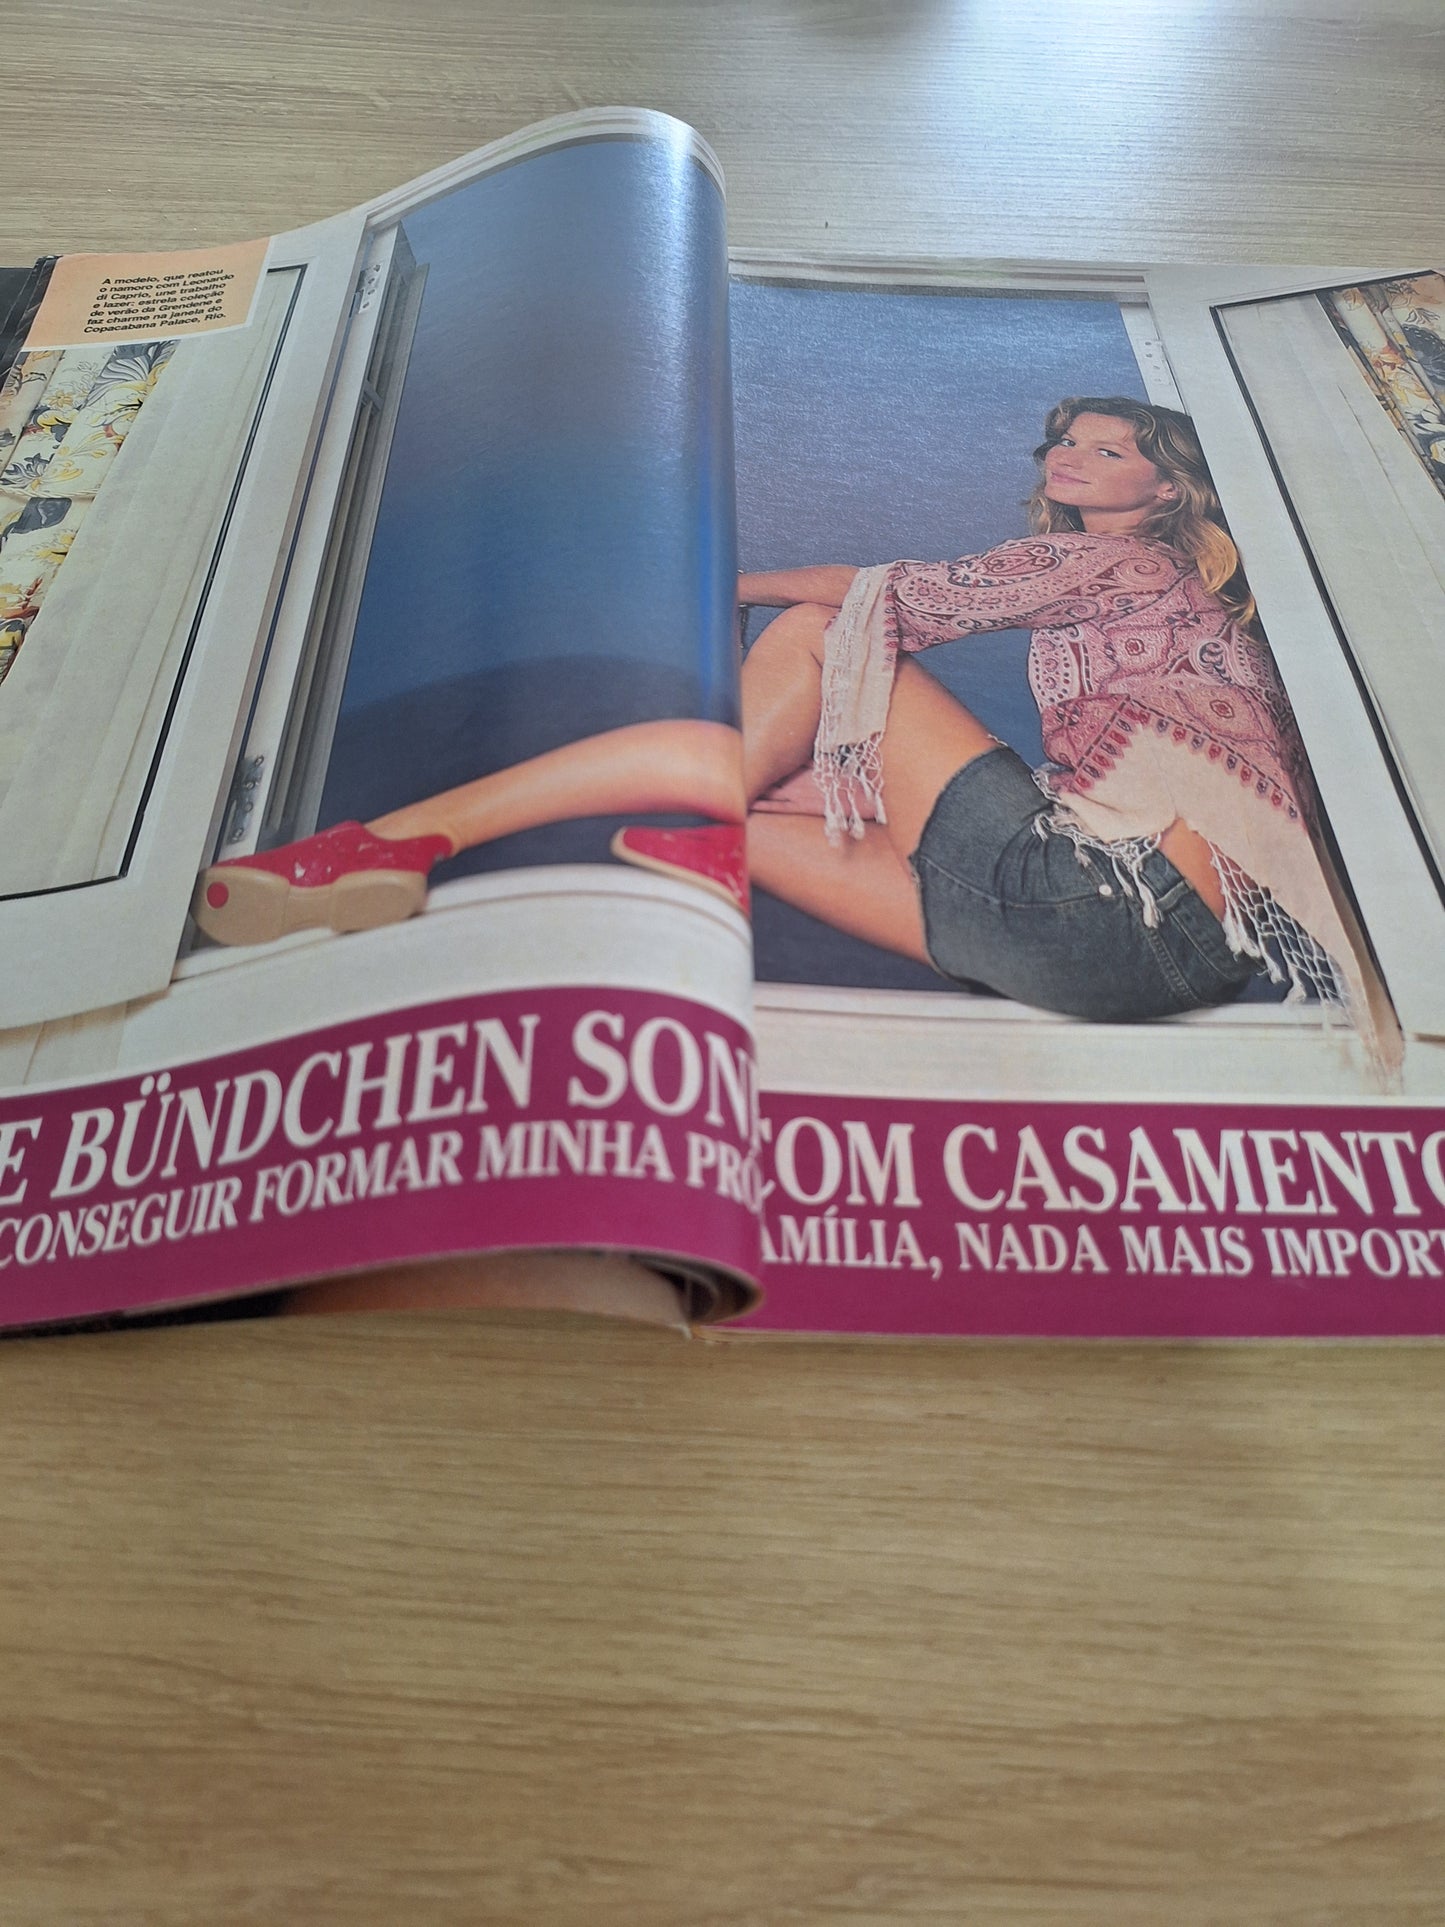 A modelo, que reatou
o namoro com Leonardo
di Caprio, une trabalho
e lazer: estrela coleção
de verão da Grendene e
faz charme na janela do
Copacabana Palace, Rio.
E BÜNDCHEN SON COM CASAMENTO
CONSEGUIR FORMAR MINHA PRÓ AMÍLIA, NADA MAIS IMPORT